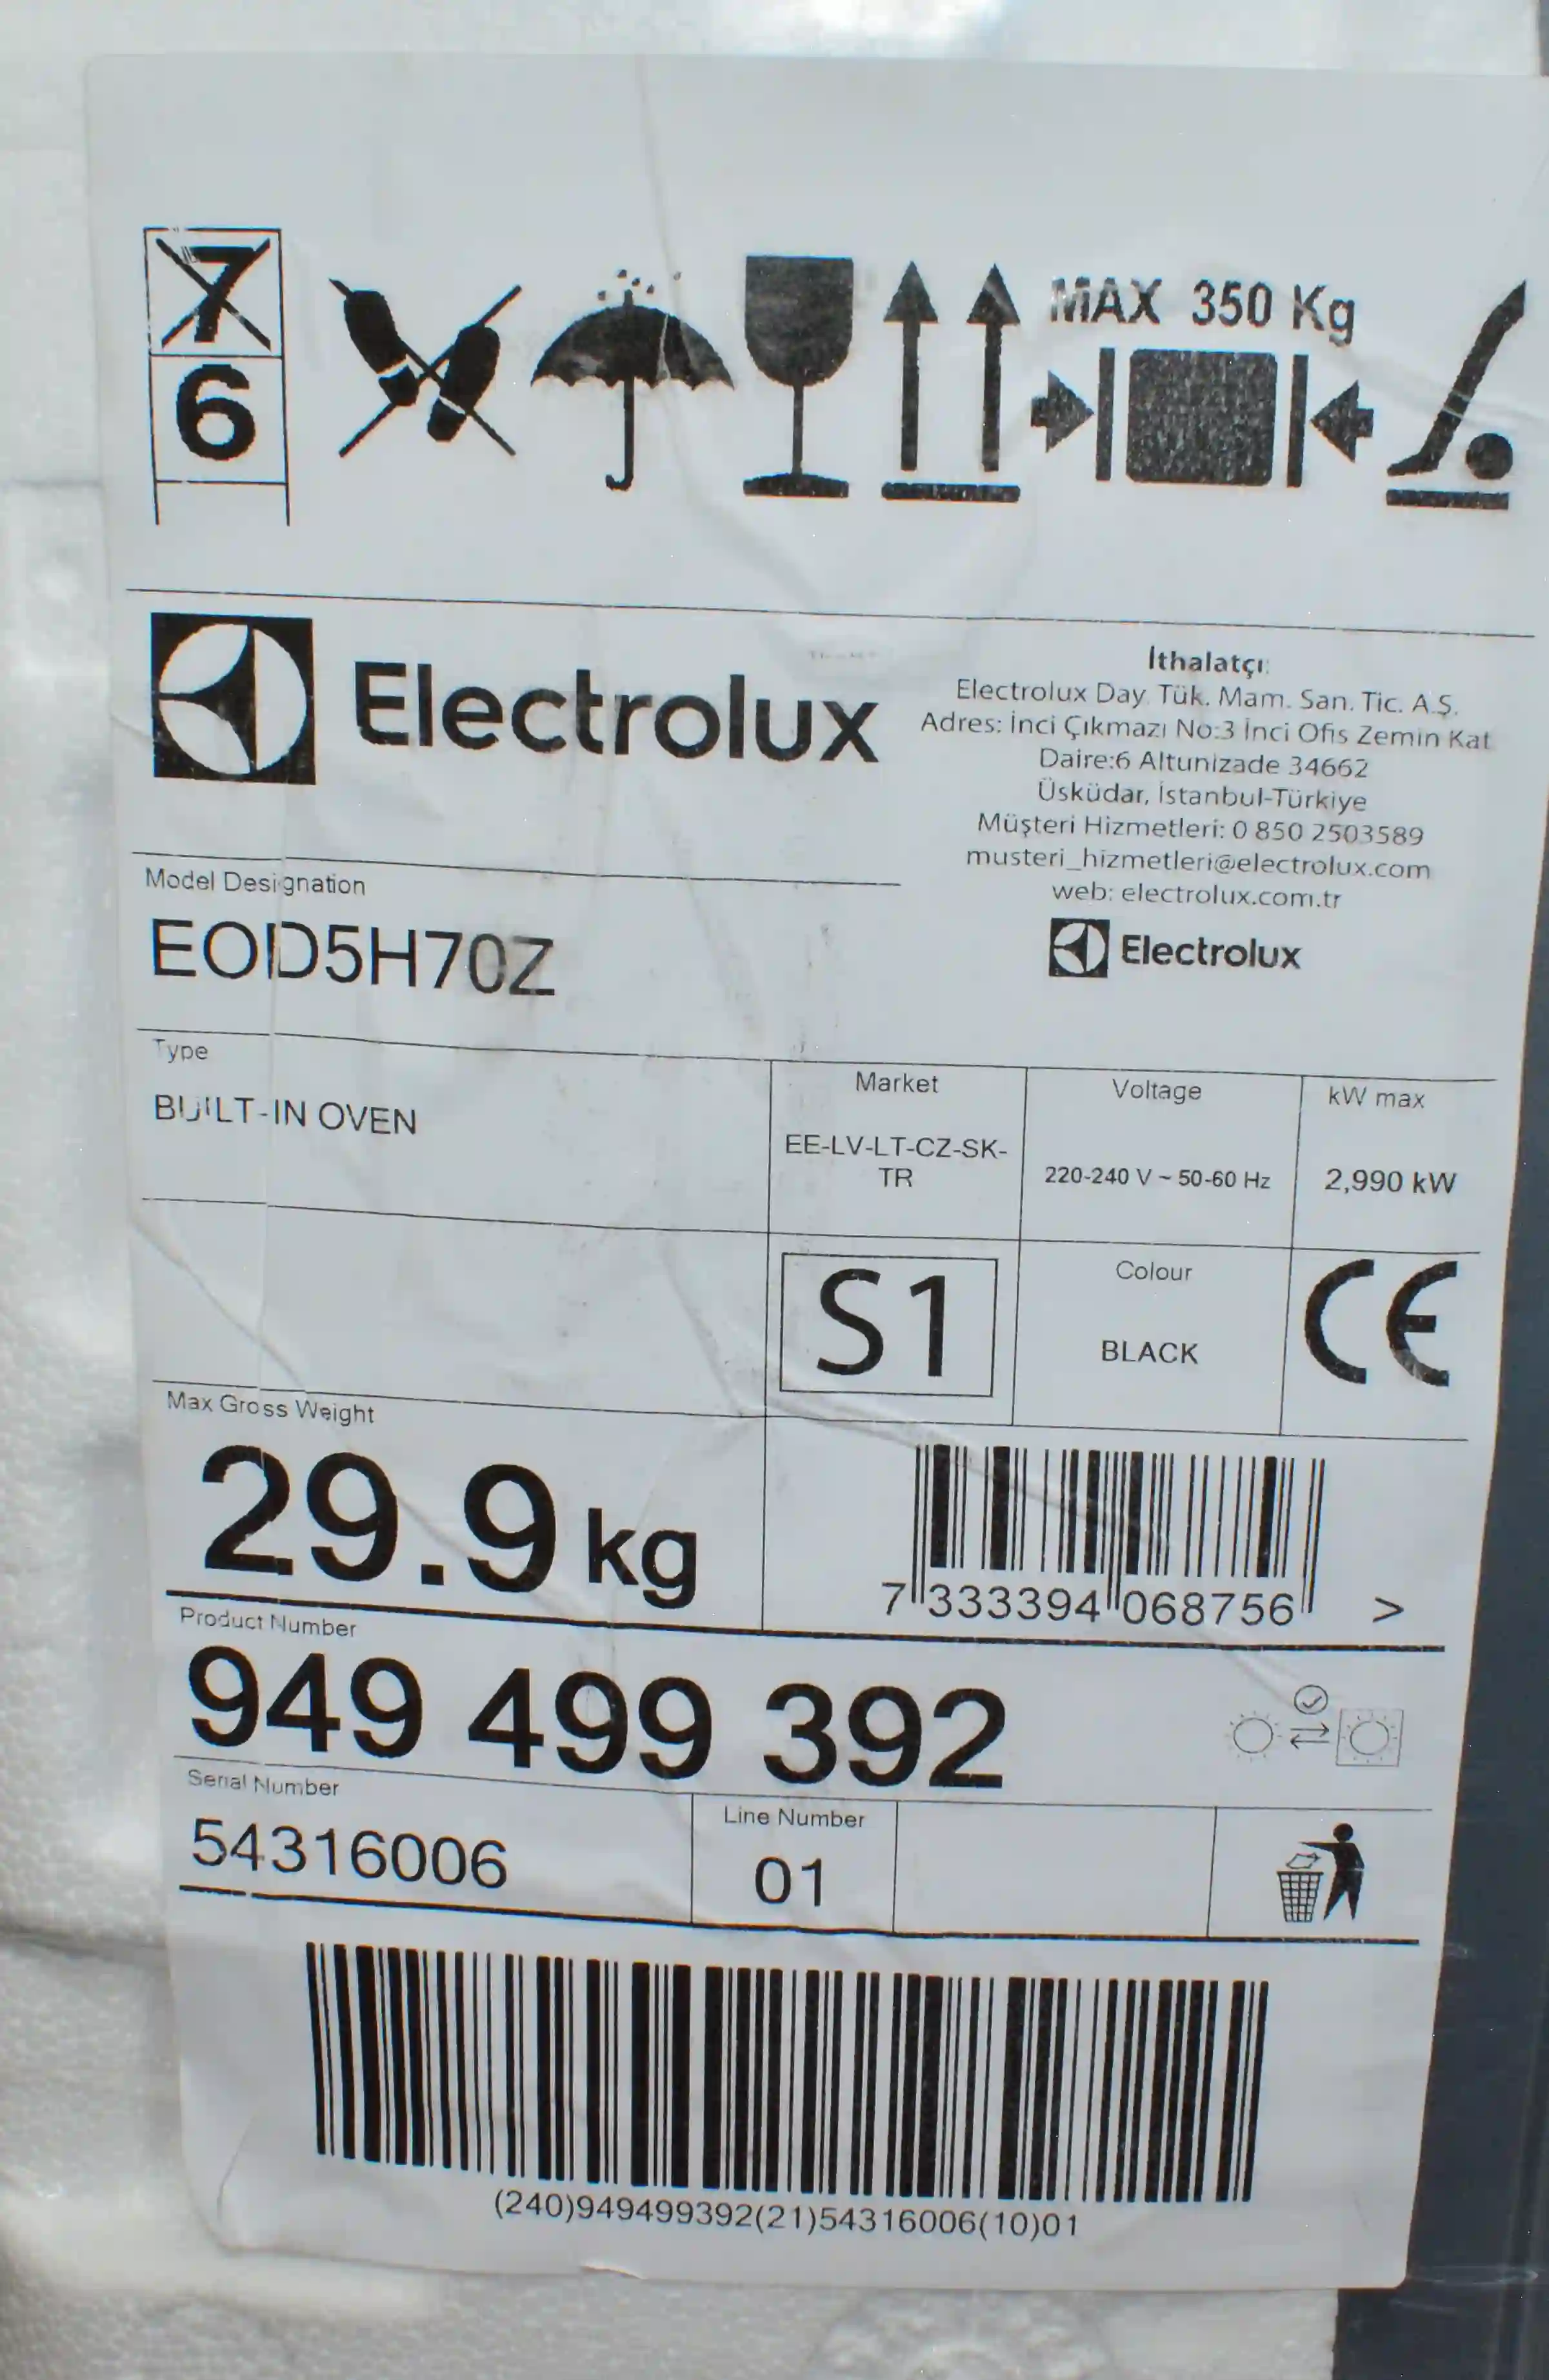 7
6
MAX 350 Kg
Electrolux
İthalatçı:
Electrolux Day. Tük. Mam. San. Tic. A.Ş.
Adres: İnci Çıkmazı No:3 İnci Ofis Zemin Kat
Daire:6 Altunizade 34662
Üsküdar, İstanbul-Türkiye
Müşteri Hizmetleri: 0 850 2503589
musteri_hizmetleri@electrolux.com
web: electrolux.com.tr
Electrolux
Model Designation
EOD5H70Z
Type
BUILT-IN OVEN
Market
EE-LV-LT-CZ-SK-
TR
Voltage
220-240 V ~ 50-60 Hz
kW max
2,990 kW
S1
Colour
BLACK
CE
Max Gross Weight
29.9 kg
7 333394 068756 >
Product Number
949 499 392
Serial Number
54316006
Line Number
01
(240)949499392(21)54316006(10)01